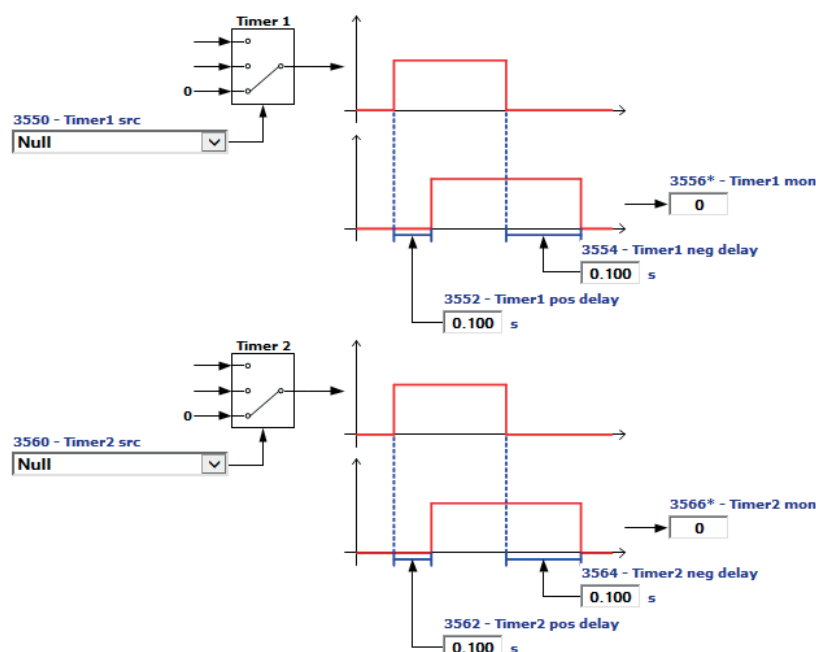 Timer 1
0
3550 - Timer1 src
Null
3556* - Timer1 mon
0
3554 - Timer1 neg delay
0.100 s
3552 - Timer1 pos delay
0.100 s
Timer 2
0
3560 - Timer2 src
Null
3566* - Timer2 mon
0
3564 - Timer2 neg delay
0.100 s
3562 - Timer2 pos delay
0.100 s